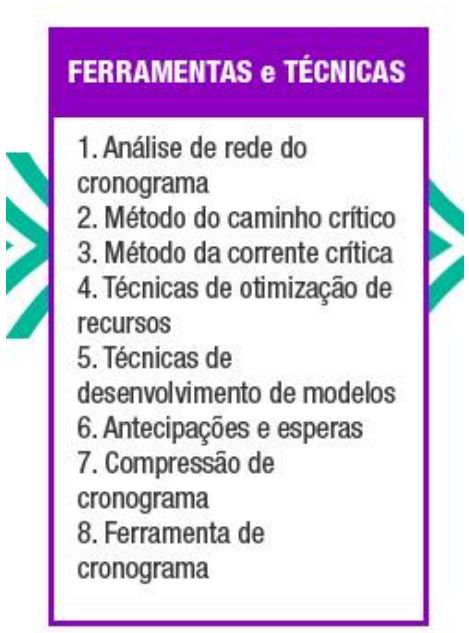 FERRAMENTAS e TÉCNICAS
1. Análise de rede do
cronograma
2. Método do caminho crítico
3. Método da corrente crítica
4. Técnicas de otimização de
recursos
5. Técnicas de
desenvolvimento de modelos
6. Antecipações e esperas
7. Compressão de
cronograma
8. Ferramenta de
cronograma